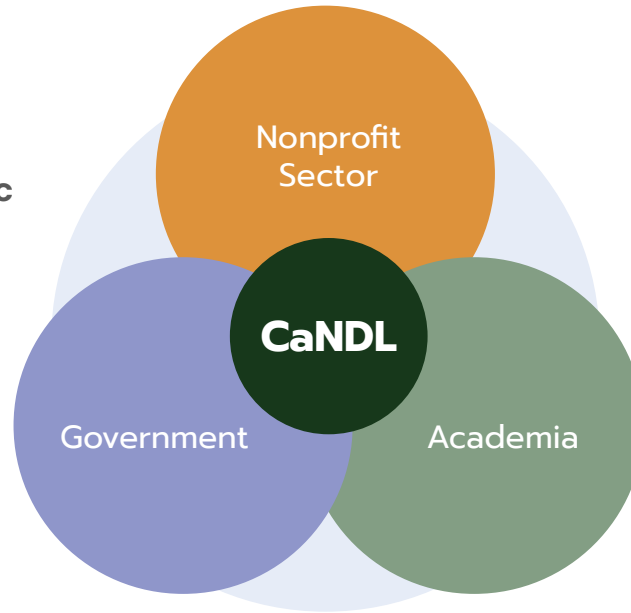 Nonprofit
Sector
c
CaNDL
Government
Academia